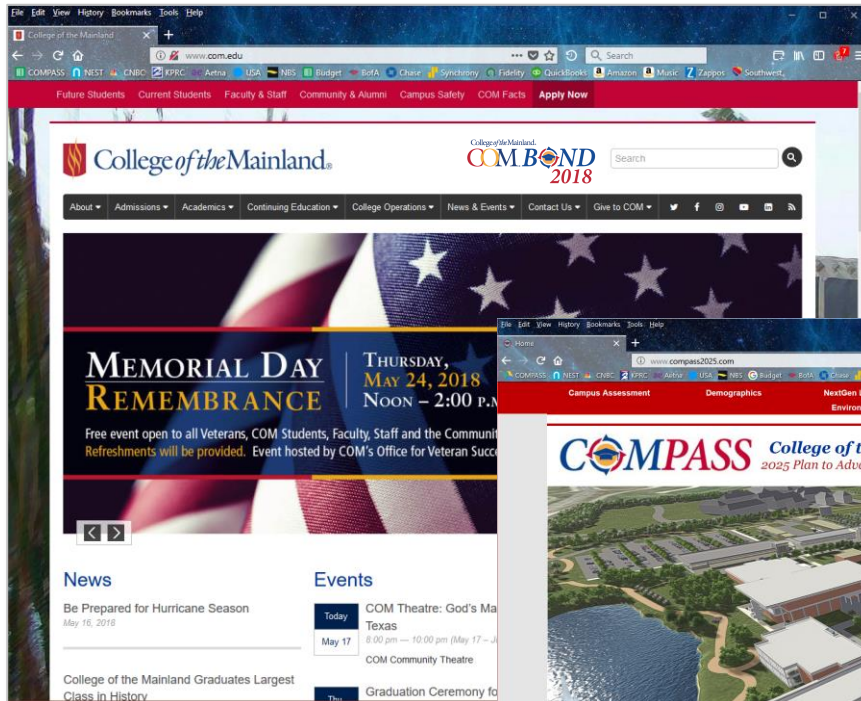 File Edit View History Bookmarks Tools Help
College of the Mainland
www.com.edu
Search
COMPASS NEST CNBC KPRC Aetna USA NBS Budget BofA Chase Synchrony Fidelity QuickBooks Amazon Music Zappos Southwest
Future Students Current Students Faculty & Staff Community & Alumni Campus Safety COM Facts Apply Now
College of the Mainland®
College of the Mainland.
COM BOND
2018
Search
About Admissions Academics Continuing Education College Operations News & Events Contact Us Give to COM
MEMORIAL DAY
REMEMBRANCE
THURSDAY,
MAY 24, 2018
NOON – 2:00 P.M
Free event open to all Veterans, COM Students, Faculty, Staff and the Communit
Refreshments will be provided. Event hosted by COM's Office for Veteran Succe
News
Be Prepared for Hurricane Season
May 16, 2018
College of the Mainland Graduates Largest
Class in History
Events
Today
May 17
COM Theatre: God's Ma
Texas
8:00 pm — 10:00 pm (May 17 – J
COM Community Theatre
Thu
Graduation Ceremony fo
File Edit View History Bookmarks Tools Help
Home
www.compass2025.com
COMPASS NEST CNBC KPRC Aetna USA NBS Budget BofA Chase
Campus Assessment Demographics NextGen
Environ
COMPASS
College of t
2025 Plan to Adva